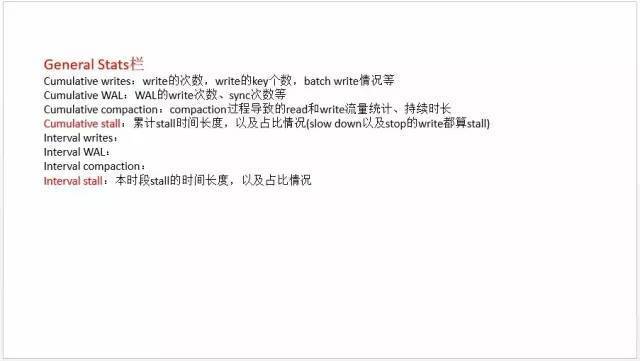 General Stats栏
Cumulative writes：write的次数，write的key个数，batch write情况等
Cumulative WAL：WAL的write次数、sync次数等
Cumulative compaction：compaction过程导致的read和write流量统计、持续时长
Cumulative stall：累计stall时间长度，以及占比情况(slow down以及stop的write都算stall)
Interval writes：
Interval WAL：
Interval compaction：
Interval stall：本时段stall的时间长度，以及占比情况